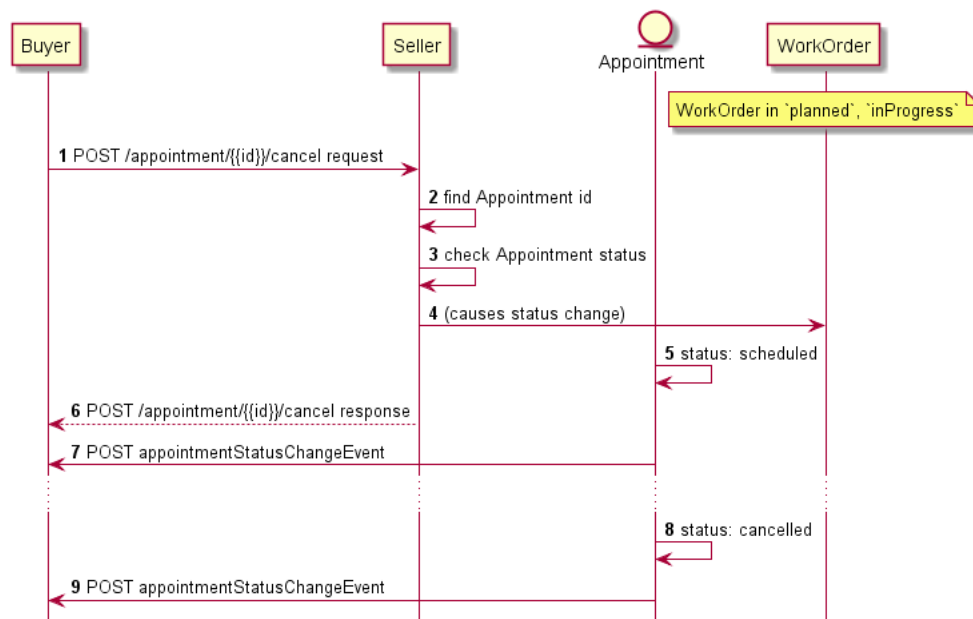 Buyer
Seller
Appointment
WorkOrder
WorkOrder in `planned`, `inProgress`
1 POST /appointment/{{id}}/cancel request
2 find Appointment id
3 check Appointment status
4 (causes status change)
5 status: scheduled
6 POST /appointment/{{id}}/cancel response
7 POST appointmentStatusChangeEvent
8 status: cancelled
9 POST appointmentStatusChangeEvent